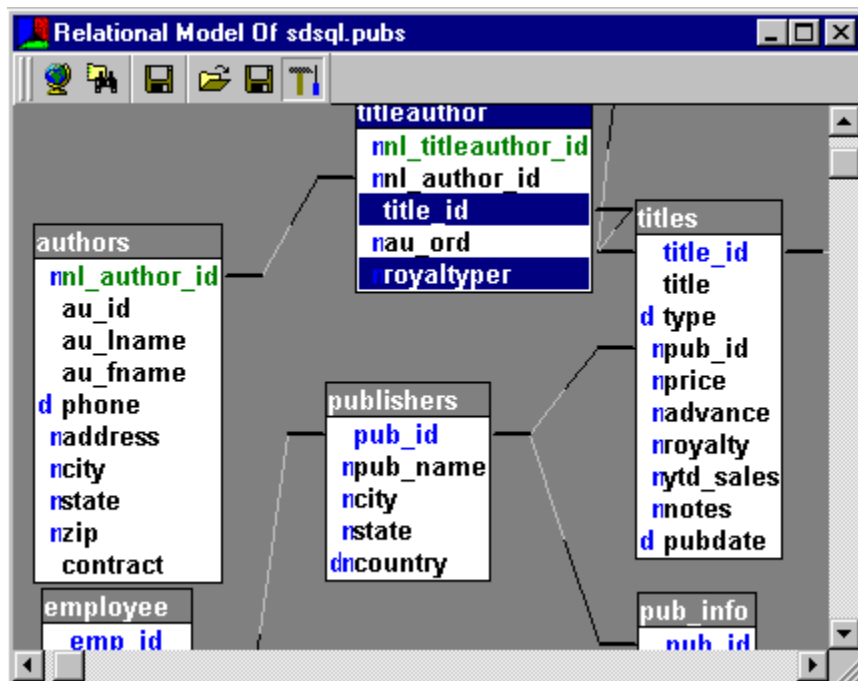 Relational Model Of sdsql.pubs
titleauthor
nnl_titleauthor_id
nnl_author_id
title_id
nau_ord
nroyaltyper
authors
nnl_author_id
au_id
au_lname
au_fname
d phone
naddress
ncity
nstate
nzip
contract
titles
title_id
title
d type
npub_id
nprice
nadvance
nroyalty
nytd_sales
nnotes
d pubdate
publishers
pub_id
npub_name
ncity
nstate
dncountry
employee
emp_id
pub_info
pub_id